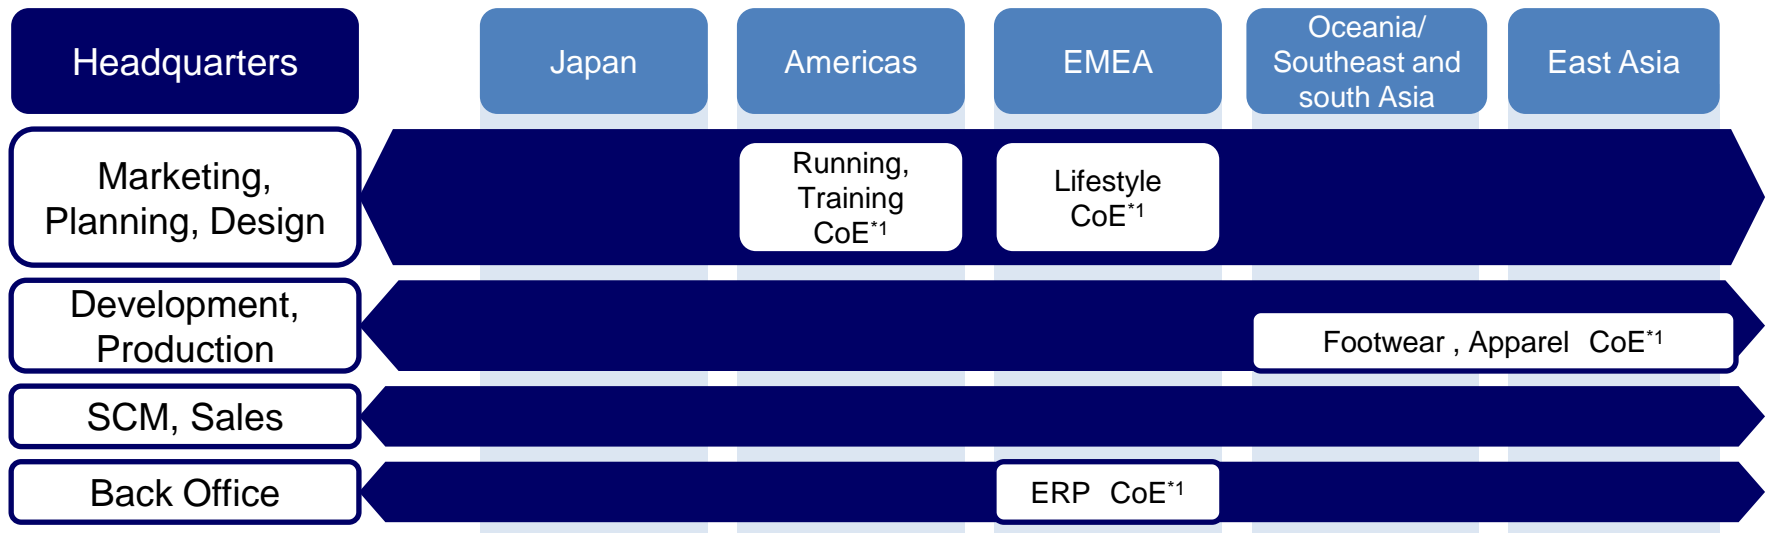 Headquarters
Japan
Americas
EMEA
Oceania/
Southeast and
south Asia
East Asia
Marketing,
Planning, Design
Running,
Training
CoE*1
Lifestyle
CoE*1
Development,
Production
Footwear , Apparel CoE*1
SCM, Sales
Back Office
ERP CoE*1